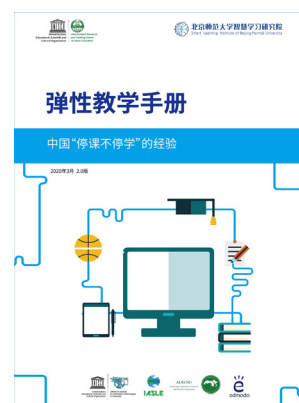 北京师范大学智慧学习研究院
Smart Learning Institute of Beijing Normal University
弹性教学手册
中国“停课不停学”的经验
2020年3月 2.0版
IASLE
ALECSO
edmodo